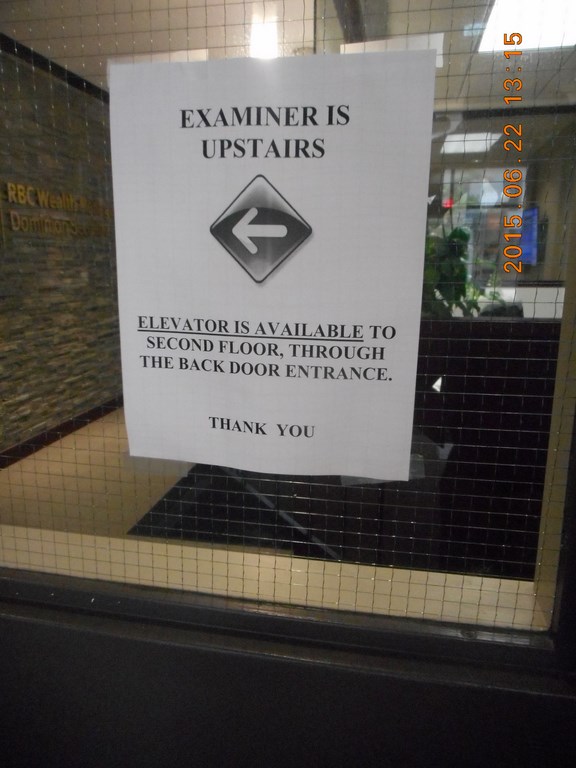 EXAMINER IS
UPSTAIRS
ELEVATOR IS AVAILABLE TO
SECOND FLOOR, THROUGH
THE BACK DOOR ENTRANCE.
THANK YOU
RBC Wealth
2015.06.22 13:15